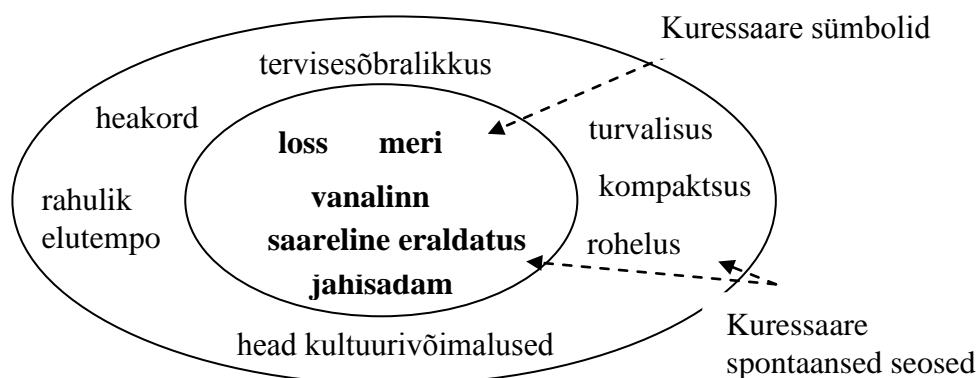 Kuressaare sümbolid
tervisesõbralikkus
heakord
turvalisus
loss meri
kompaktsus
vanalinn
rahulik
elutempo
saareline eraldatus
rohelus
jahisadam
head kultuurivõimalused
Kuressaare
spontaansed seosed